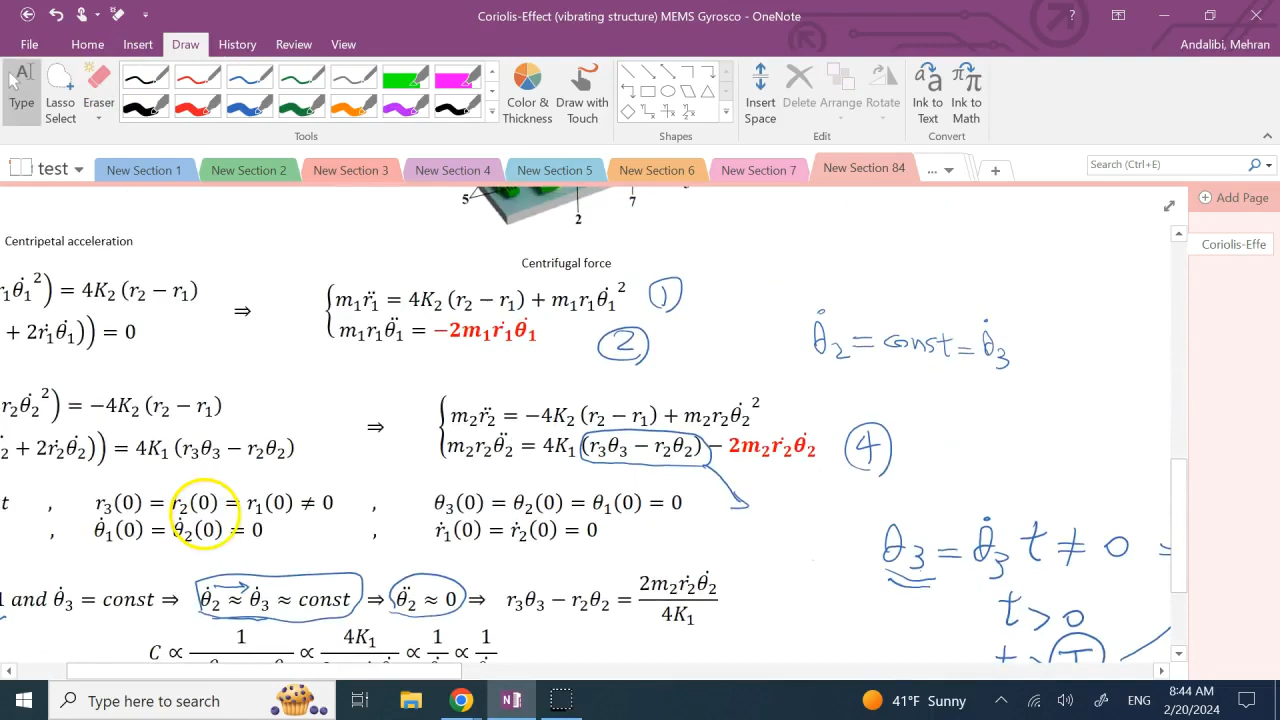 Coriolis-Effect (vibrating structure) MEMS Gyrosco - OneNote
Andalibi, Mehran
File Home Insert Draw History Review View
Type
Lasso Select
Eraser
Color & Thickness
Draw with Touch
Insert Space
Delete
Arrange
Rotate
Ink to Text
Ink to Math
Tools Shapes Edit Convert
test New Section 1 New Section 2 New Section 3 New Section 4 New Section 5 New Section 6 New Section 7 New Section 84 ... + Search (Ctrl+E)
Add Page
Coriolis-Effe
5 2 7
Centripetal acceleration
Centrifugal force
r₁θ̇₁²) = 4K₂ (r₂ − r₁)
+ 2ṙ₁θ̇₁)) = 0
⇒
m₁r̈₁ = 4K₂ (r₂ − r₁) + m₁r₁θ̇₁² ①
m₁r₁θ̈₁ = −2m₁ṙ₁θ̇₁ ②
θ̇₂ = const = θ̇₃
r₂θ̇₂²) = −4K₂ (r₂ − r₁)
₂ + 2ṙ₂θ̇₂)) = 4K₁ (r₃θ₃ − r₂θ₂)
⇒
m₂r̈₂ = −4K₂ (r₂ − r₁) + m₂r₂θ̇₂²
m₂r₂θ̈₂ = 4K₁ (r₃θ₃ − r₂θ₂) − 2m₂ṙ₂θ̇₂ ④
t , r₃(0) = r₂(0) = r₁(0) ≠ 0 , θ₃(0) = θ₂(0) = θ₁(0) = 0
, θ̇₁(0) = θ̇₂(0) = 0 , ṙ₁(0) = ṙ₂(0) = 0
θ₃ = θ̇₃ t ≠ 0 =
t > 0
t > T
1 and θ̇₃ = const ⇒ θ̇₂ ≈ θ̇₃ ≈ const ⇒ θ̈₂ ≈ 0 ⇒ r₃θ₃ − r₂θ₂ = 2m₂ṙ₂θ̇₂ / 4K₁
C ∝ 1 ∝ 4K₁ ∝ 1 ∝ 1
Type here to search
41°F Sunny
ENG
8:44 AM
2/20/2024